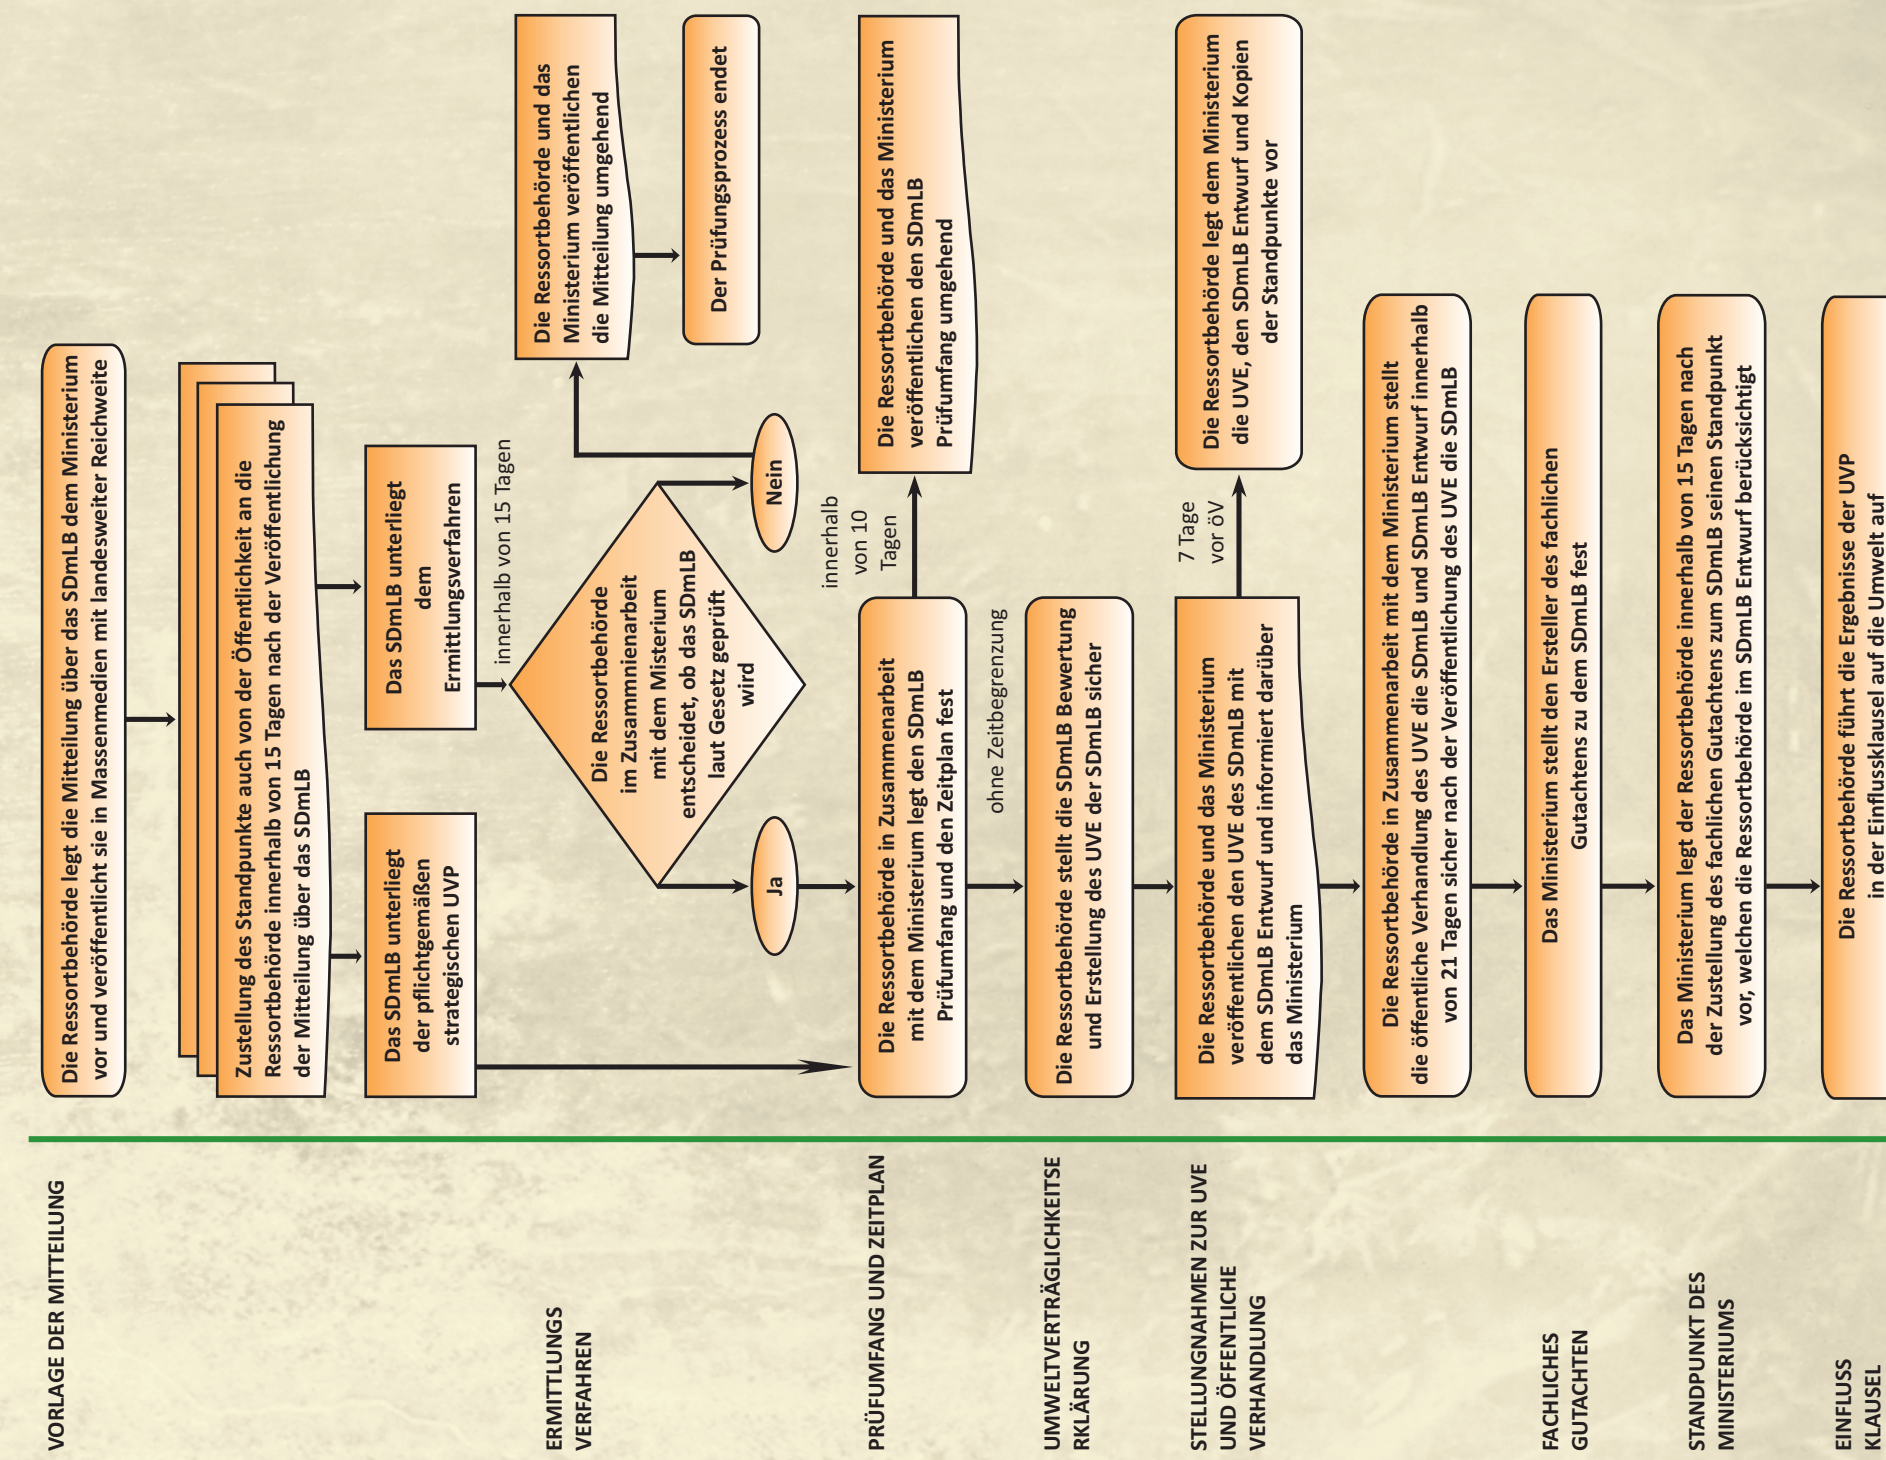 VORLAGE DER MITTEILUNG
Die Ressortbehörde legt die Mitteilung über das SDmLB dem Ministerium
vor und veröffentlicht sie in Massenmedien mit landesweiter Reichweite
Zustellung des Standpunkte auch von der Öffentlichkeit an die
Ressortbehörde innerhalb von 15 Tagen nach der Veröffentlichung
der Mitteilung über das SDmLB
Das SDmLB unterliegt
der pflichtgemäßen
strategischen UVP
Das SDmLB unterliegt
dem
Ermittlungsverfahren
innerhalb von 15 Tagen
ERMITTLUNGS
VERFAHREN
Die Ressortbehörde
im Zusammnienarbeit
mit dem Misterium
entscheidet, ob das SDmLB
laut Gesetz geprüft
wird
Ja
Nein
Die Ressortbehörde und das
Ministerium veröffentlichen
die Mitteilung umgehend
Der Prüfungsprozess endet
PRÜFUMFANG UND ZEITPLAN
Die Ressortbehörde in Zusammenarbeit
mit dem Ministerium legt den SDmLB
Prüfumfang und den Zeitplan fest
innerhalb
von 10
Tagen
Die Ressortbehörde und das Ministerium
veröffentlichen den SDmLB
Prüfumfang umgehend
ohne Zeitbegrenzung
UMWELTVERTRÄGLICHKEITSE
RKLÄRUNG
Die Ressortbehörde stellt die SDmLB Bewertung
und Erstellung des UVE der SDmLB sicher
STELLUNGNAHMEN ZUR UVE
UND ÖFFENTLICHE
VERHANDLUNG
Die Ressortbehörde und das Ministerium
veröffentlichen den UVE des SDmLB mit
dem SDmLB Entwurf und informiert darüber
das Ministerium
7 Tage
vor öV
Die Ressortbehörde legt dem Ministerium
die UVE, den SDmLB Entwurf und Kopien
der Standpunkte vor
Die Ressortbehörde in Zusammenarbeit mit dem Ministerium stellt
die öffentliche Verhandlung des UVE die SDmLB und SDmLB Entwurf innerhalb
von 21 Tagen sicher nach der Veröffentlichung des UVE die SDmLB
FACHLICHES
GUTACHTEN
Das Ministerium stellt den Ersteller des fachlichen
Gutachtens zu dem SDmLB fest
STANDPUNKT DES
MINISTERIUMS
Das Ministerium legt der Ressortbehörde innerhalb von 15 Tagen nach
der Zustellung des fachlichen Gutachtens zum SDmLB seinen Standpunkt
vor, welchen die Ressortbehörde im SDmLB Entwurf berücksichtigt
EINFLUSS
KLAUSEL
Die Ressortbehörde führt die Ergebnisse der UVP
in der Einflussklausel auf die Umwelt auf